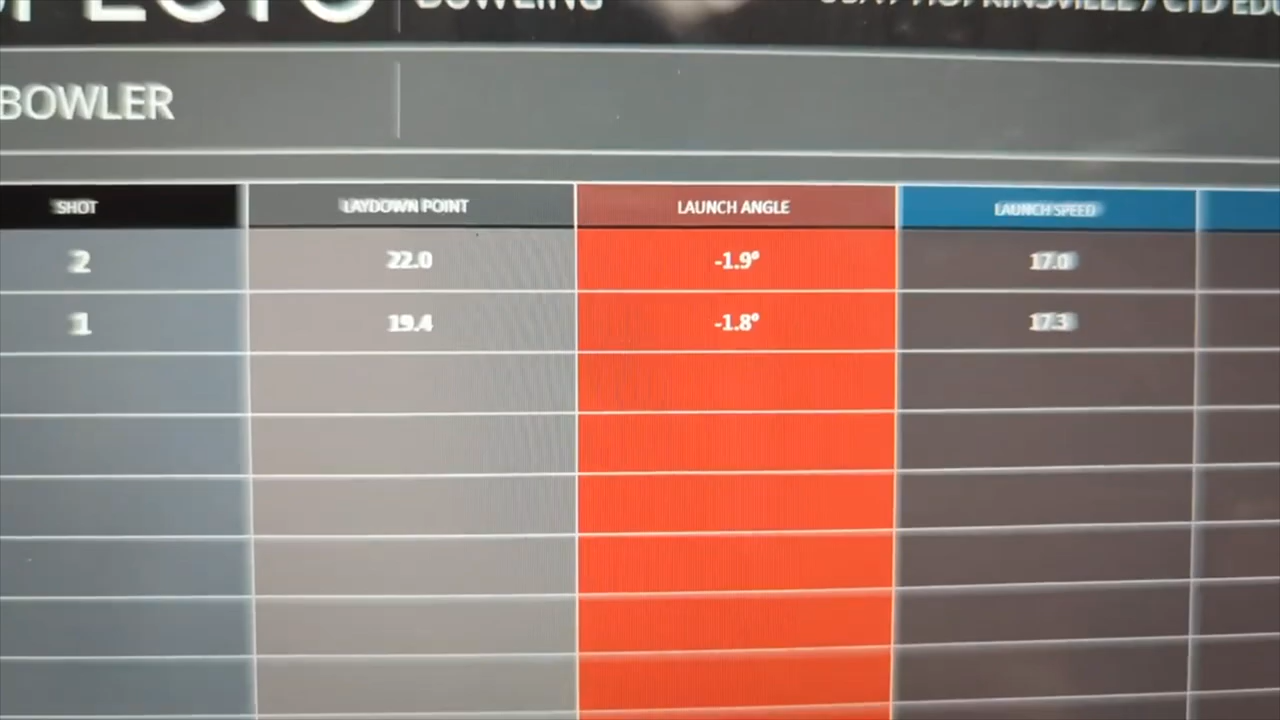 BOWLING
BOWLER
SHOT LAYDOWN POINT LAUNCH ANGLE LAUNCH SPEED
2 22.0 -1.9° 17.0
1 19.4 -1.8° 17.3